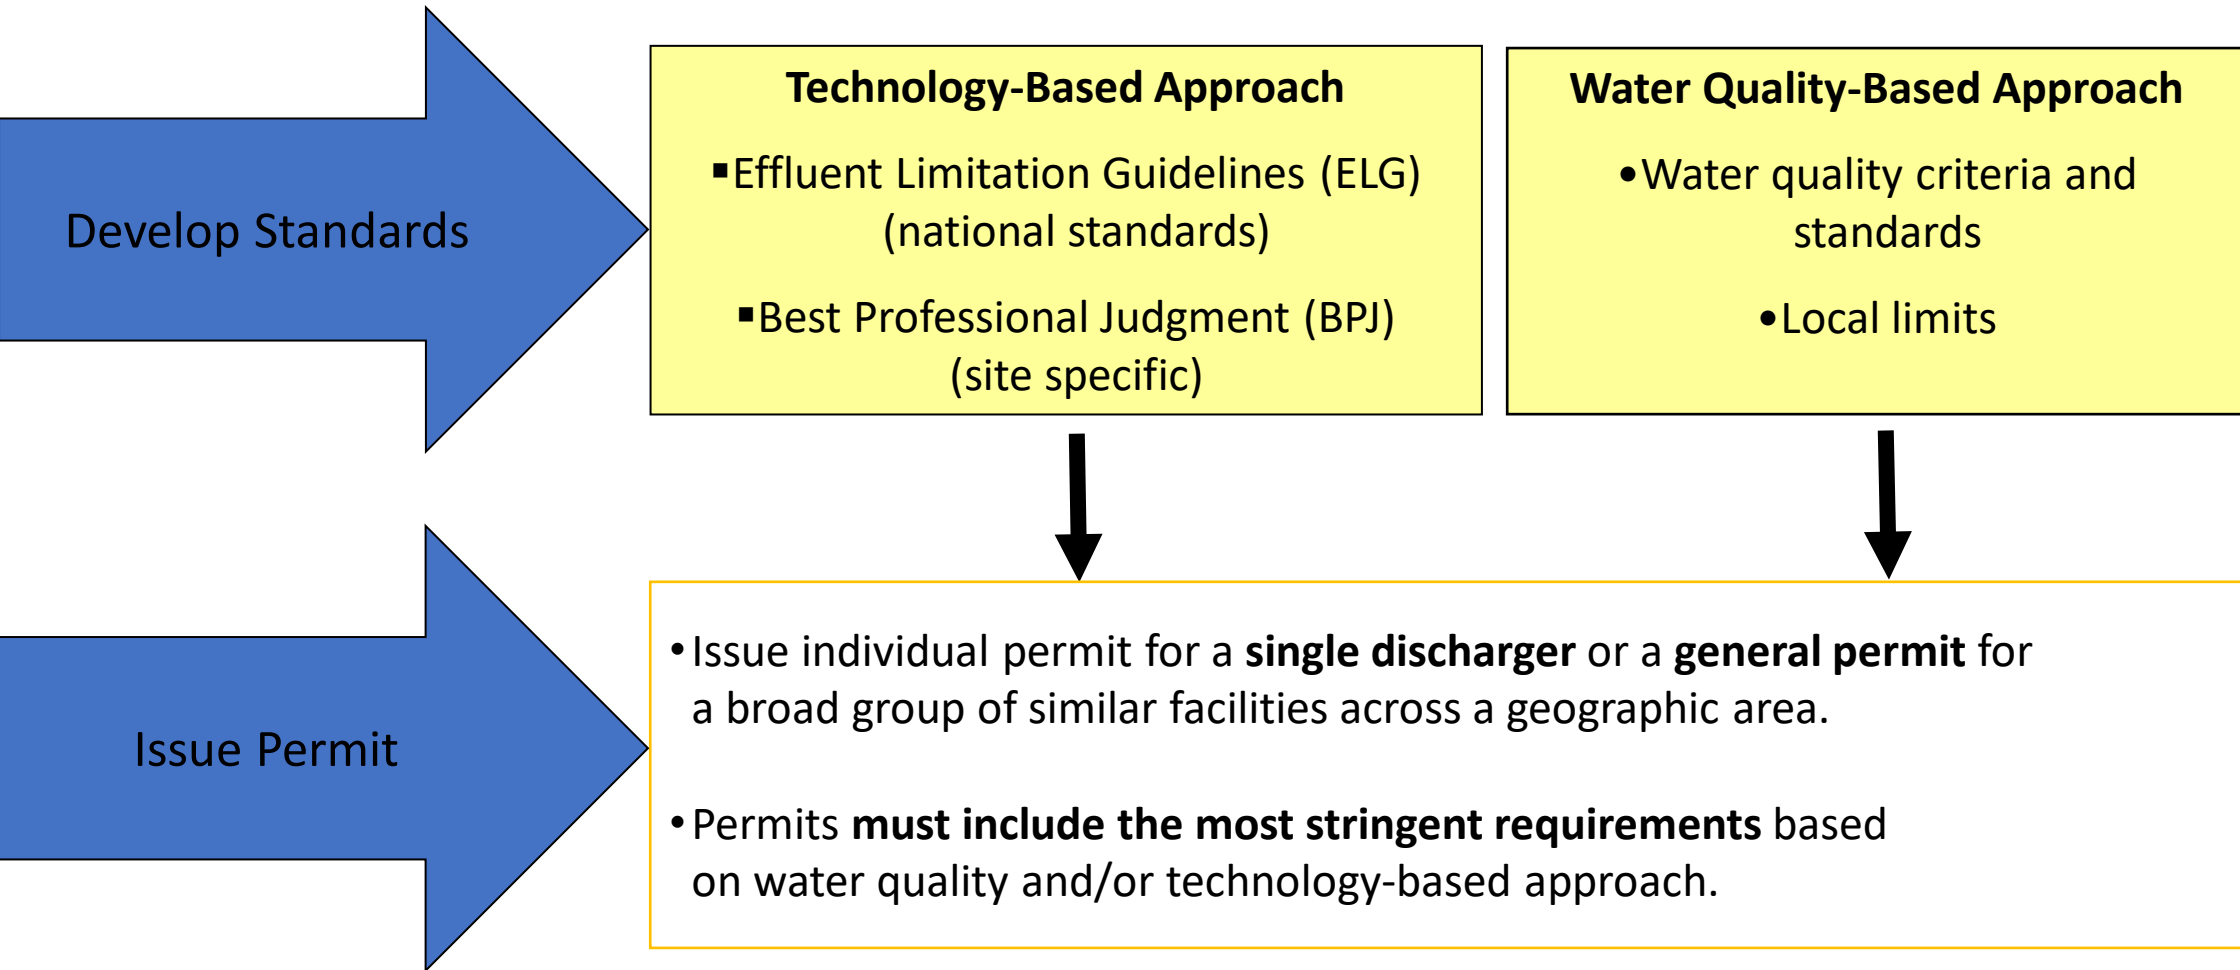 Develop Standards
Technology-Based Approach
▪Effluent Limitation Guidelines (ELG)
(national standards)
▪Best Professional Judgment (BPJ)
(site specific)
Water Quality-Based Approach
•Water quality criteria and
standards
•Local limits
Issue Permit
•Issue individual permit for a single discharger or a general permit for
a broad group of similar facilities across a geographic area.
•Permits must include the most stringent requirements based
on water quality and/or technology-based approach.